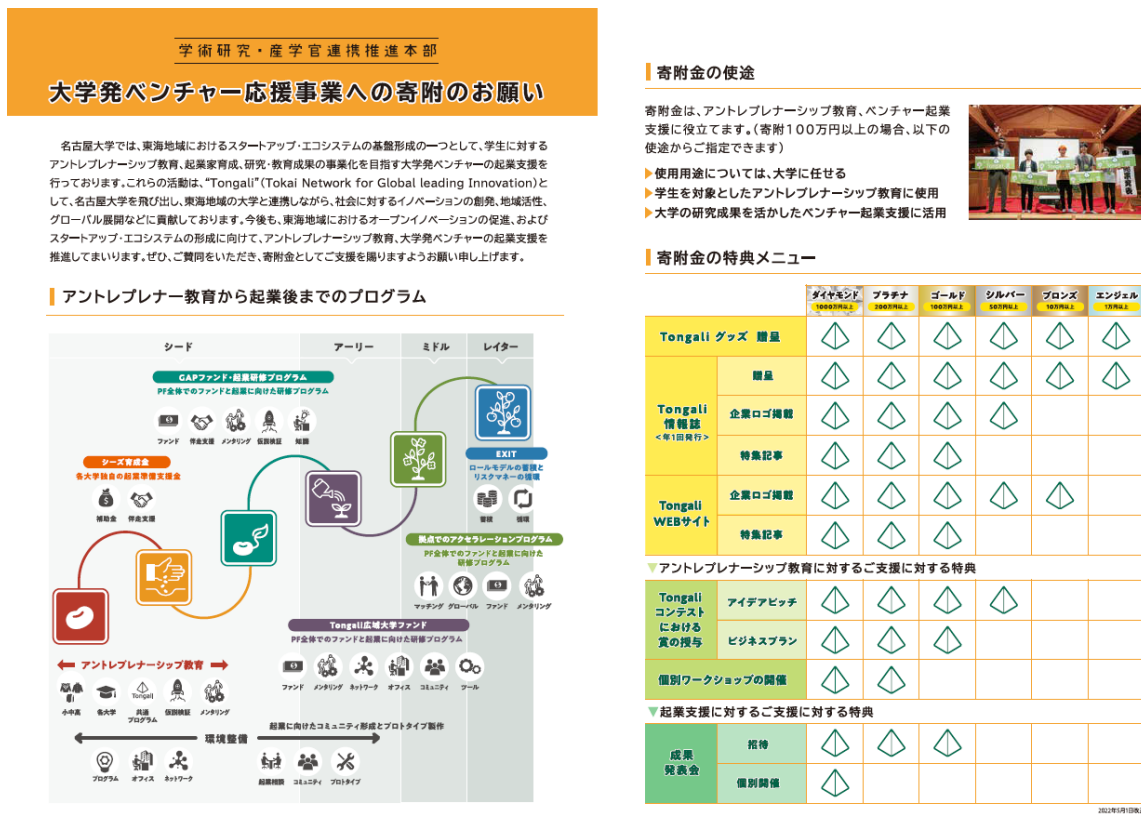 学術研究・産学官連携推進本部
大学発ベンチャー応援事業への寄附のお願い
名古屋大学では、東海地域におけるスタートアップ・エコシステムの基盤形成の一つとして、学生に対する
アントレプレナーシップ教育、起業家育成、研究・教育成果の事業化を目指す大学発ベンチャーの起業支援を
行っております。これらの活動は、“Tongali”（Tokai Network for Global leading Innovation）と
して、名古屋大学を飛び出し、東海地域の大学と連携しながら、社会に対するイノベーションの創発、地域活性、
グローバル展開などに貢献しております。今後も、東海地域におけるオープンイノベーションの促進、および
スタートアップ・エコシステムの形成に向けて、アントレプレナーシップ教育、大学発ベンチャーの起業支援を
推進してまいります。ぜひ、ご賛同をいただき、寄附金としてご支援を賜りますようお願い申し上げます。
アントレプレナー教育から起業後までのプログラム
シード アーリー ミドル レイター
GAPファンド・起業研修プログラム
PF全体でのファンドと起業に向けた研修プログラム
ファンド 伴走支援 メンタリング 仮説検証 知識
シーズ育成金
各大学独自の起業準備支援金
補助金 伴走支援
EXIT
ロールモデルの蓄積と
リスクマネーの循環
蓄積 循環
拠点でのアクセラレーションプログラム
PF全体でのファンドと起業に向けた
研修プログラム
マッチング グローバル ファンド メンタリング
Tongali広域大学ファンド
PF全体でのファンドと起業に向けた研修プログラム
ファンド メンタリング ネットワーク オフィス コミュニティ ツール
アントレプレナーシップ教育
Tongali
小中高 各大学 共通 仮説検証 メンタリング
プログラム
起業に向けたコミュニティ形成とプロトタイプ製作
環境整備
プログラム オフィス ネットワーク
起業相談 コミュニティ プロトタイプ
寄附金の使途
寄附金は、アントレプレナーシップ教育、ベンチャー起業
支援に役立てます。（寄附100万円以上の場合、以下の
使途からご指定できます）
▶使用用途については、大学に任せる
▶学生を対象としたアントレプレナーシップ教育に使用
▶大学の研究成果を活かしたベンチャー起業支援に活用
寄附金の特典メニュー
ダイヤモンド プラチナ ゴールド シルバー ブロンズ エンジェル
1000万円以上 200万円以上 100万円以上 50万円以上 10万円以上 1万円以上
Tongali グッズ 贈呈
Tongali
情報誌
<年1回発行>
贈呈
企業ロゴ掲載
特集記事
Tongali
WEBサイト
企業ロゴ掲載
特集記事
▼アントレプレナーシップ教育に対するご支援に対する特典
Tongali
コンテスト
における
賞の授与
アイデアピッチ
ビジネスプラン
個別ワークショップの開催
▼起業支援に対するご支援に対する特典
成果
発表会
招待
個別開催
2022年5月1日改